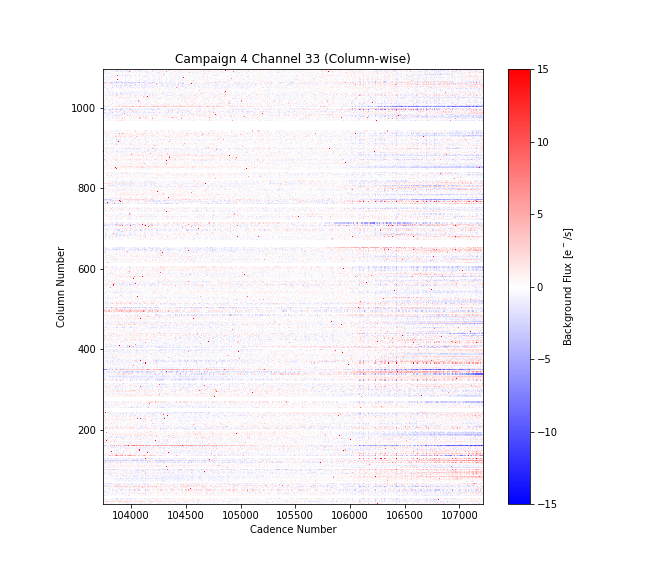 Campaign 4 Channel 33 (Column-wise)
1000
800
600
400
200
Column Number
104000 104500 105000 105500 106000 106500 107000
Cadence Number
15
10
5
0
−5
−10
−15
Background Flux [e⁻/s]